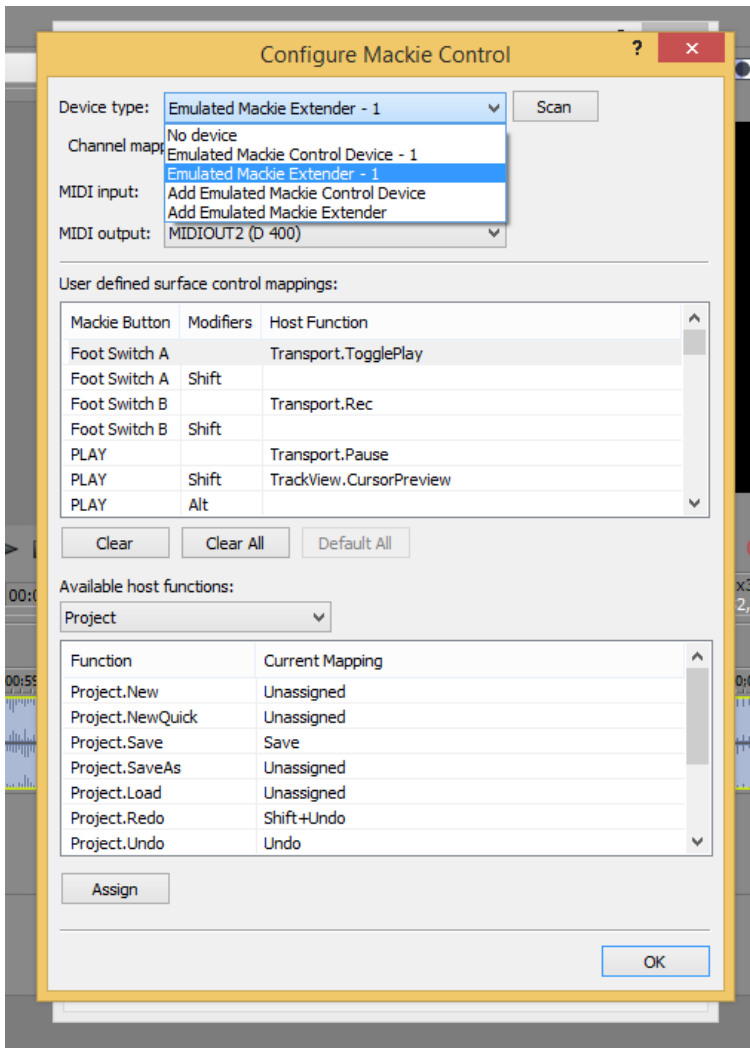 Configure Mackie Control
?
Device type: Emulated Mackie Extender - 1 Scan
No device
Channel mapp
Emulated Mackie Control Device - 1
Emulated Mackie Extender - 1
MIDI input:
Add Emulated Mackie Control Device
Add Emulated Mackie Extender
MIDI output: MIDIOUT2 (D 400)
User defined surface control mappings:
Mackie Button Modifiers Host Function
Foot Switch A Transport.TogglePlay
Foot Switch A Shift
Foot Switch B Transport.Rec
Foot Switch B Shift
PLAY Transport.Pause
PLAY Shift TrackView.CursorPreview
PLAY Alt
Clear Clear All Default All
Available host functions:
Project
Function Current Mapping
Project.New Unassigned
Project.NewQuick Unassigned
Project.Save Save
Project.SaveAs Unassigned
Project.Load Unassigned
Project.Redo Shift+Undo
Project.Undo Undo
Assign
OK